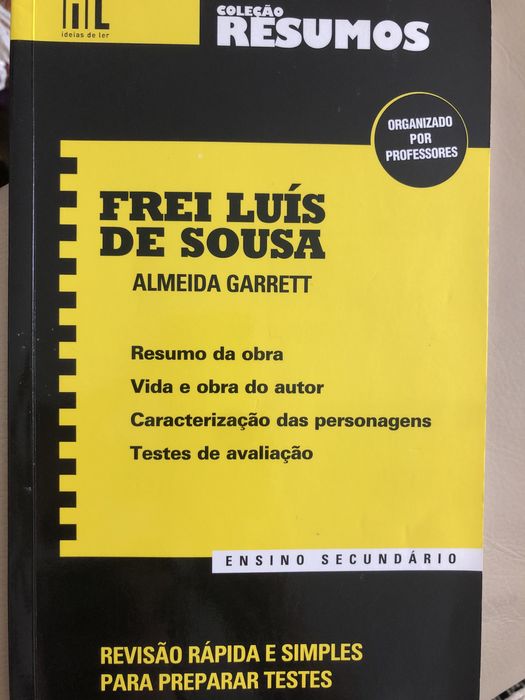 ideias de ler
COLEÇÃO
RESUMOS
ORGANIZADO
POR
PROFESSORES
FREI LUÍS
DE SOUSA
ALMEIDA GARRETT
Resumo da obra
Vida e obra do autor
Caracterização das personagens
Testes de avaliação
ENSINO SECUNDÁRIO
REVISÃO RÁPIDA E SIMPLES
PARA PREPARAR TESTES